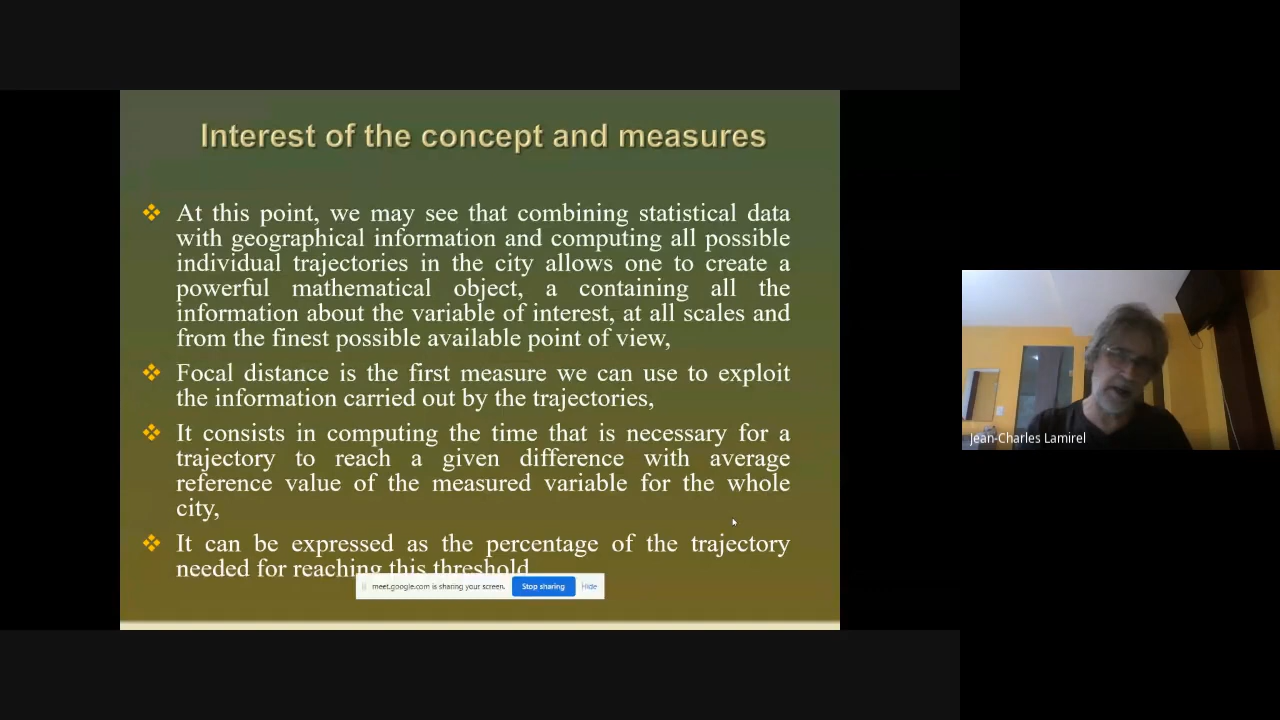 Interest of the concept and measures
At this point, we may see that combining statistical data
with geographical information and computing all possible
individual trajectories in the city allows one to create a
powerful mathematical object, a containing all the
information about the variable of interest, at all scales and
from the finest possible available point of view,
Focal distance is the first measure we can use to exploit
the information carried out by the trajectories,
It consists in computing the time that is necessary for a
trajectory to reach a given difference with average
reference value of the measured variable for the whole
city,
It can be expressed as the percentage of the trajectory
needed for reaching this threshold
meet.google.com is sharing your screen. Stop sharing Hide
Jean-Charles Lamirel